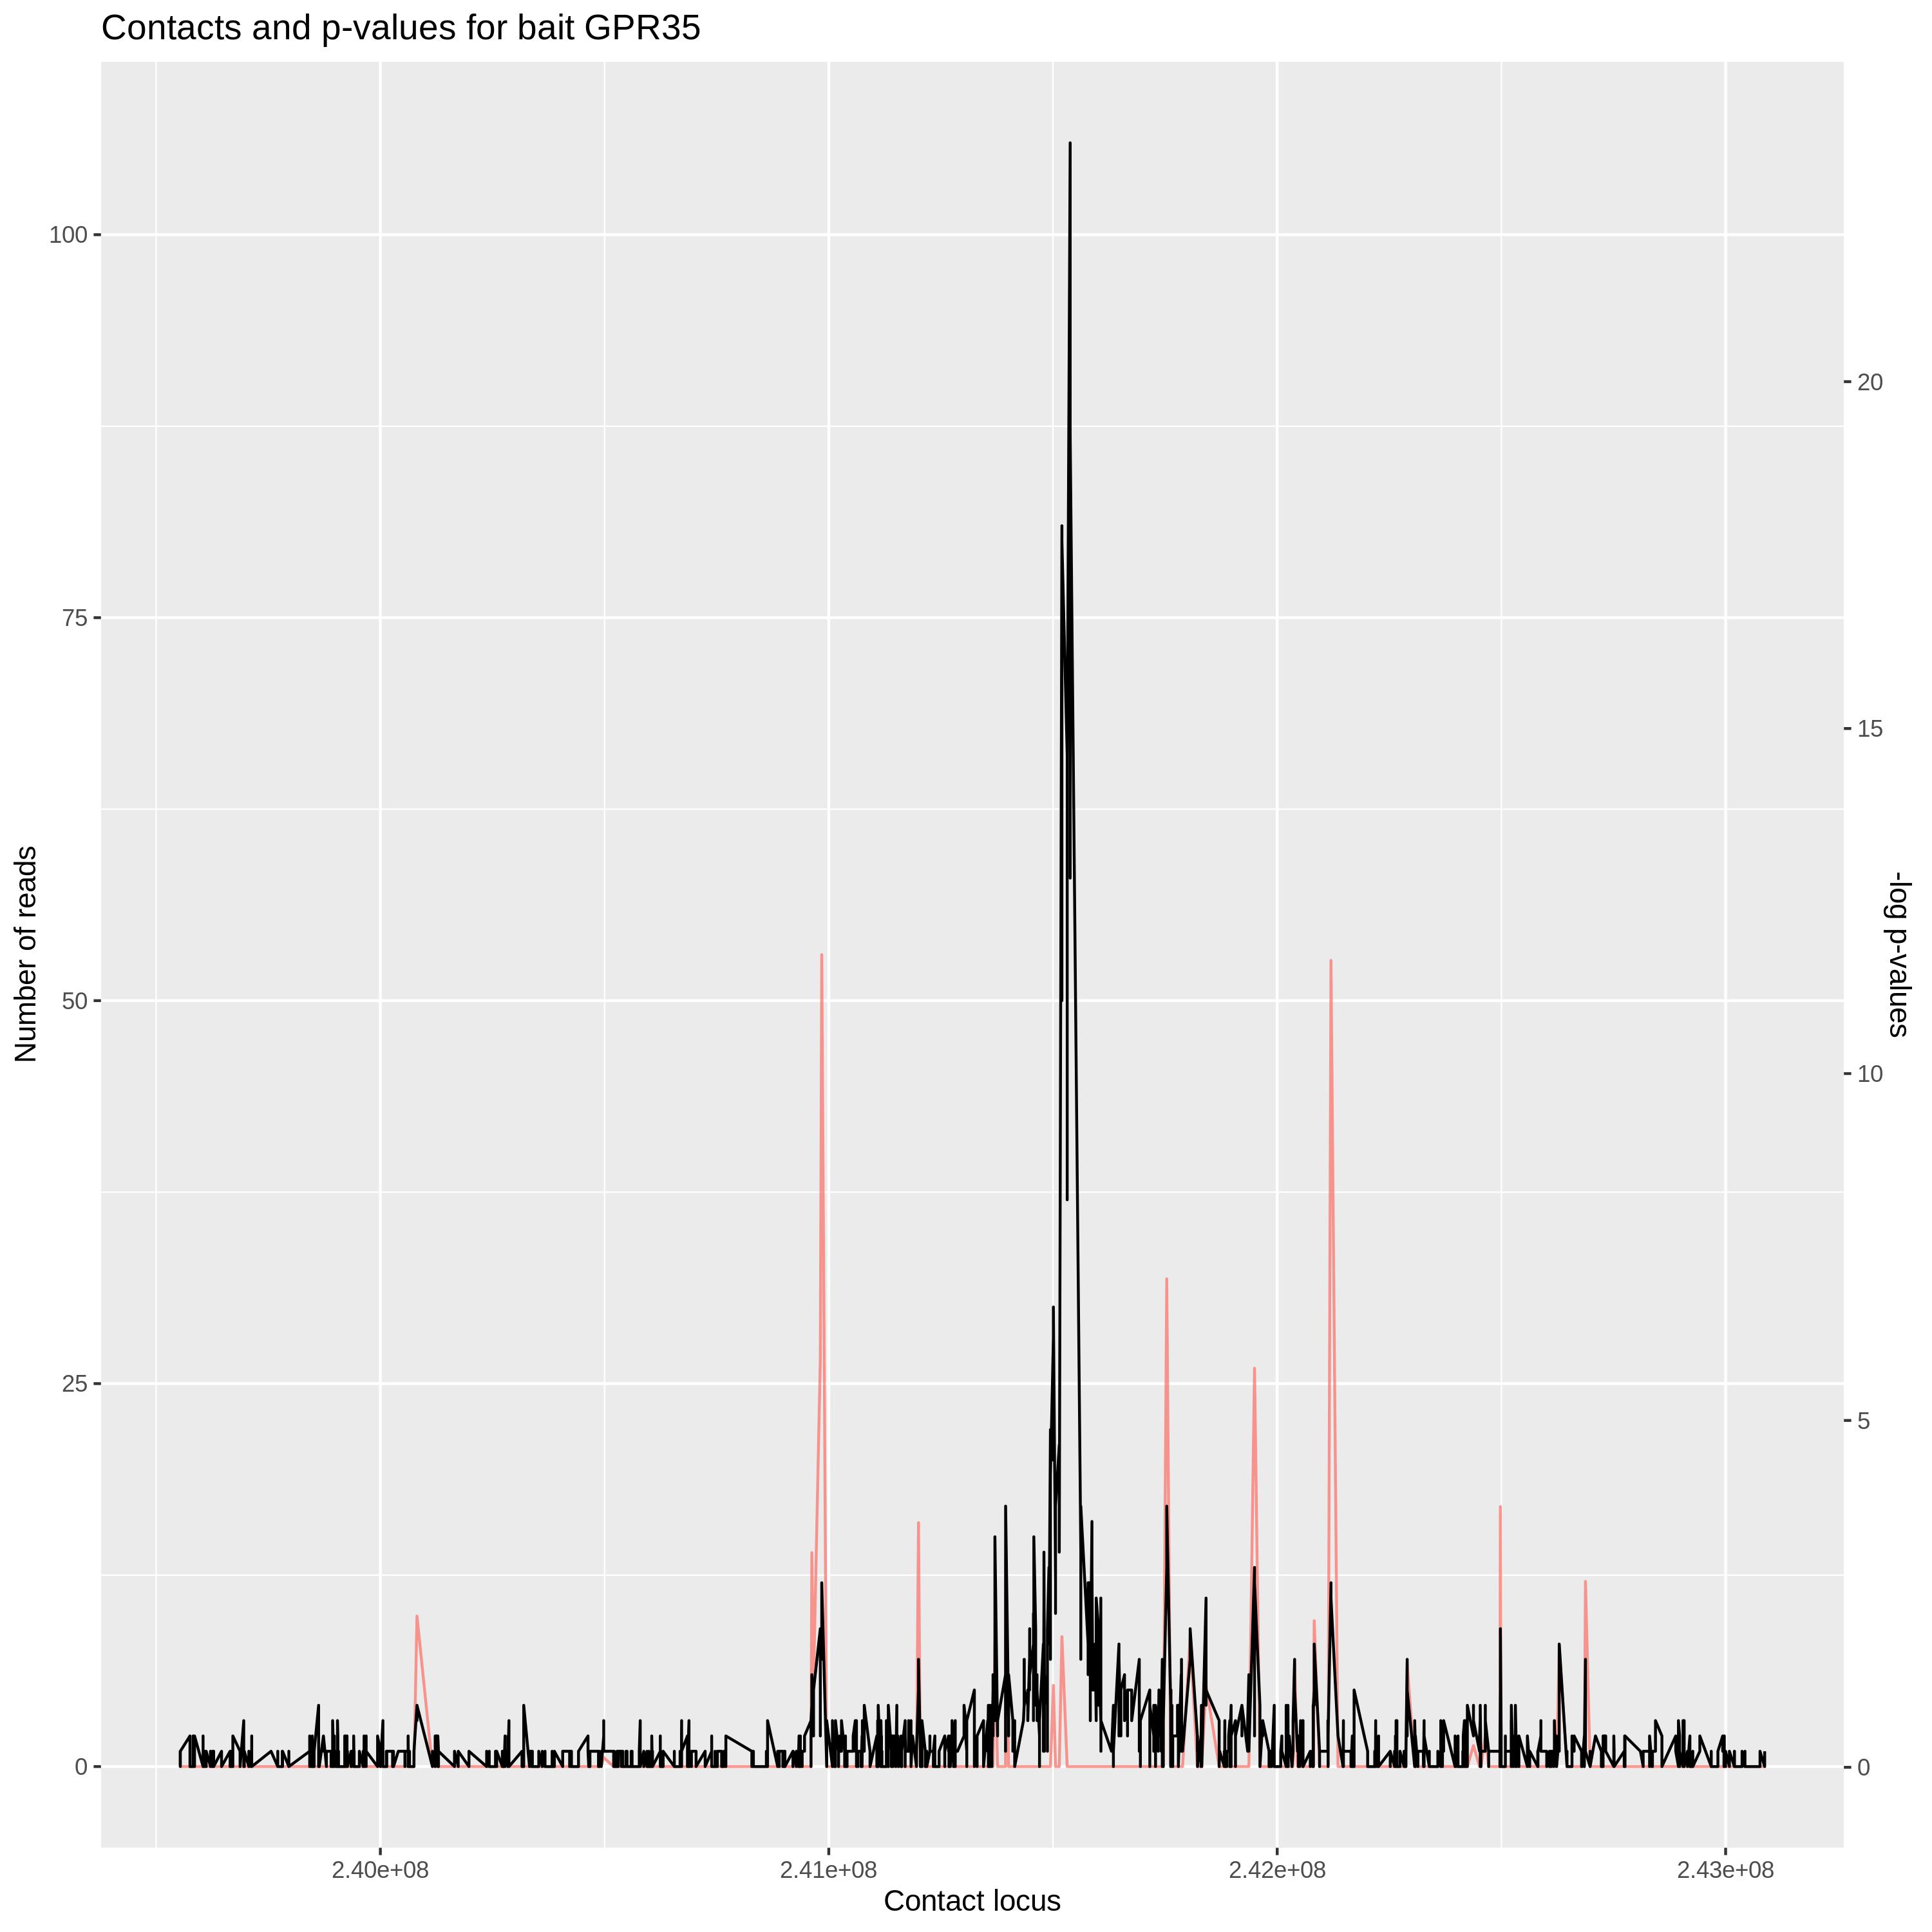 Contacts and p-values for bait GPR35
100
75
50
25
0
Number of reads
20
15
10
5
0
-log p-values
2.40e+08
2.41e+08
2.42e+08
2.43e+08
Contact locus